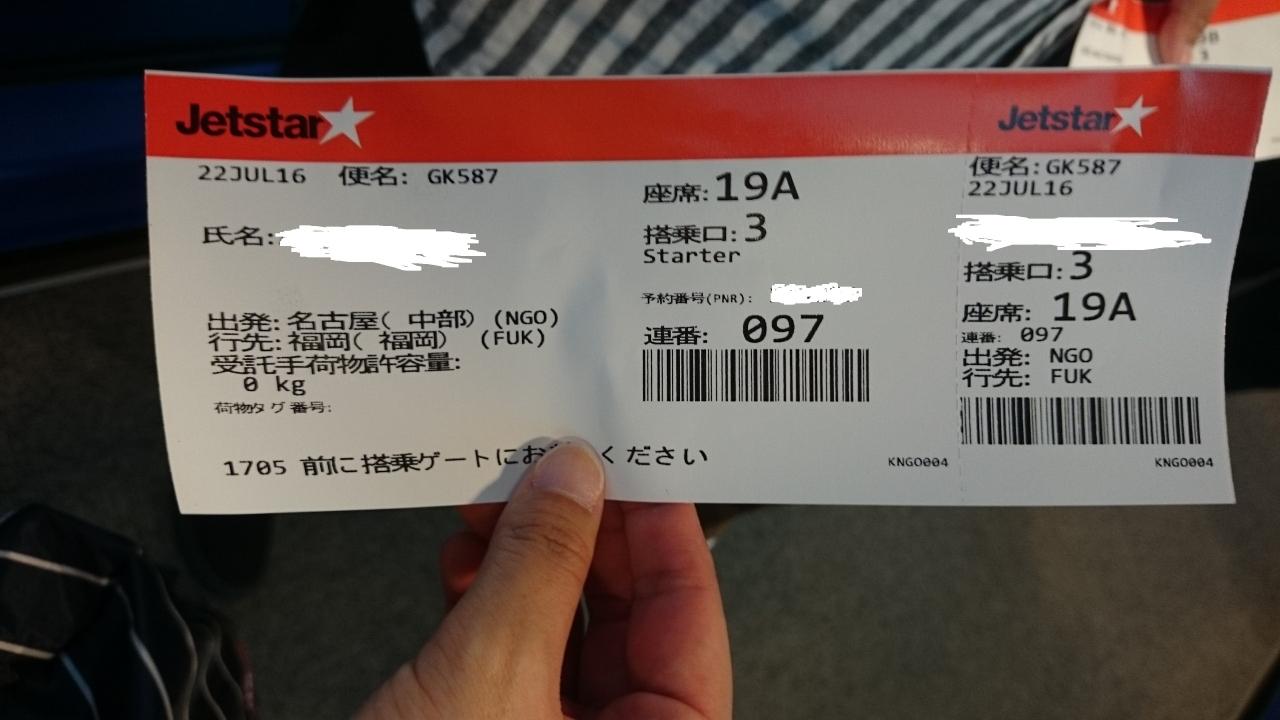 Jetstar
22JUL16 便名: GK587
氏名:
出発: 名古屋( 中部) (NGO)
行先: 福岡( 福岡) (FUK)
受託手荷物許容量:
0 kg
荷物タグ番号:
1705 前に搭乗ゲートにお ください
座席: 19A
搭乗口: 3
Starter
予約番号(PNR):
連番: 097
KNGO004
Jetstar
便名: GK587
22JUL16
搭乗口: 3
座席: 19A
連番: 097
出発: NGO
行先: FUK
KNGO004